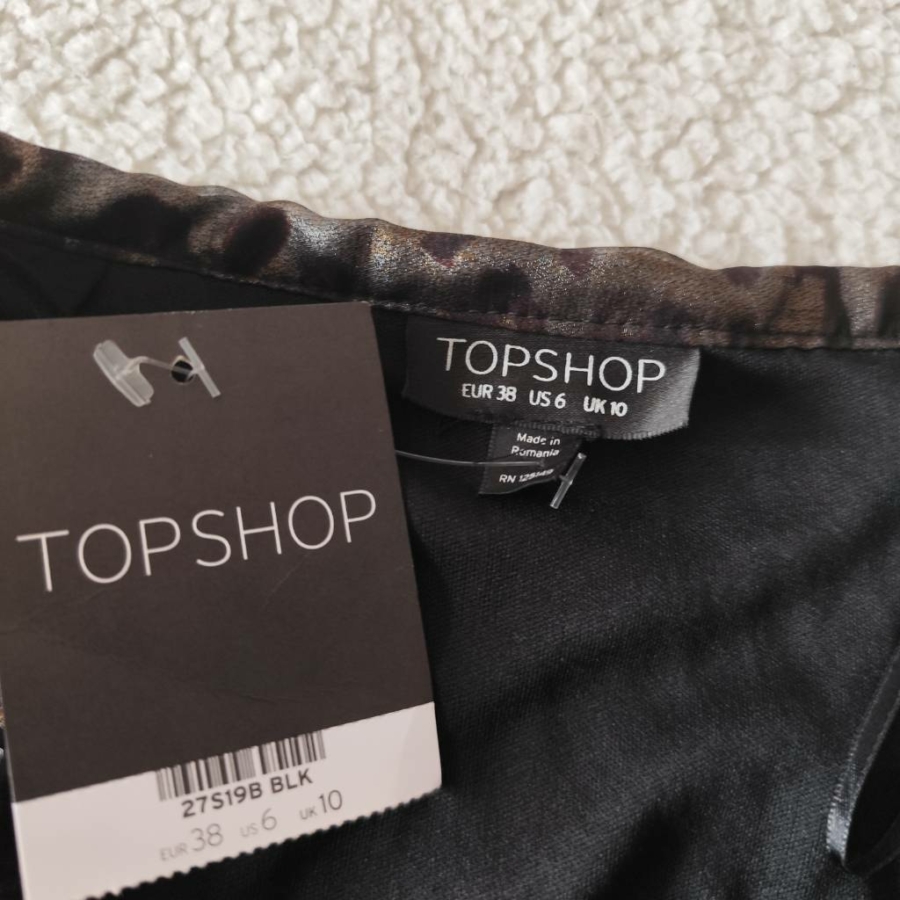 TOPSHOP
EUR 38 US 6 UK 10
Made in
Romania
RN
TOPSHOP
27S19B BLK
EUR 38 US 6 UK 10